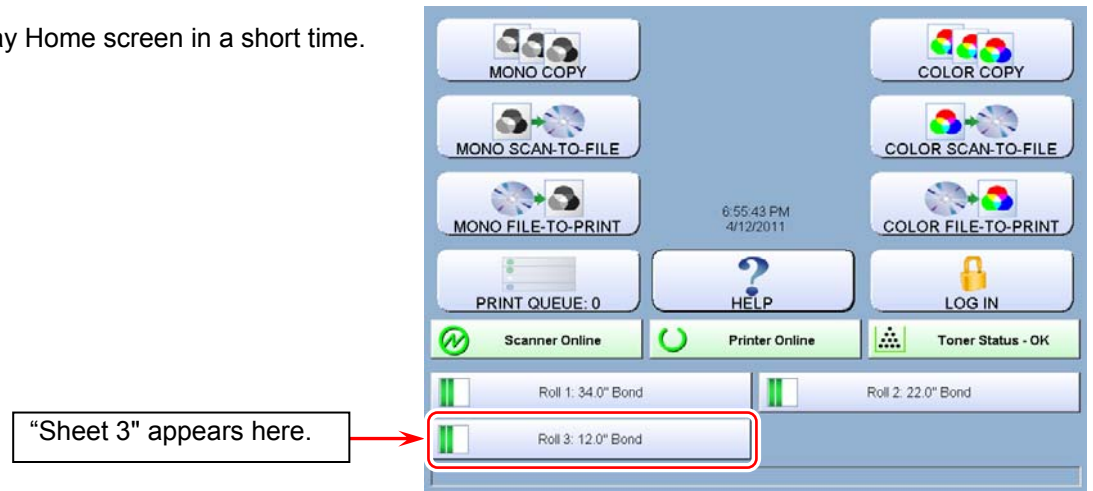 ay Home screen in a short time.
MONO COPY
COLOR COPY
MONO SCAN-TO-FILE
COLOR SCAN-TO-FILE
MONO FILE-TO-PRINT
6:55:43 PM
4/12/2011
COLOR FILE-TO-PRINT
PRINT QUEUE: 0
HELP
LOG IN
Scanner Online
Printer Online
Toner Status - OK
Roll 1: 34.0" Bond
Roll 2: 22.0" Bond
“Sheet 3" appears here.
Roll 3: 12.0" Bond